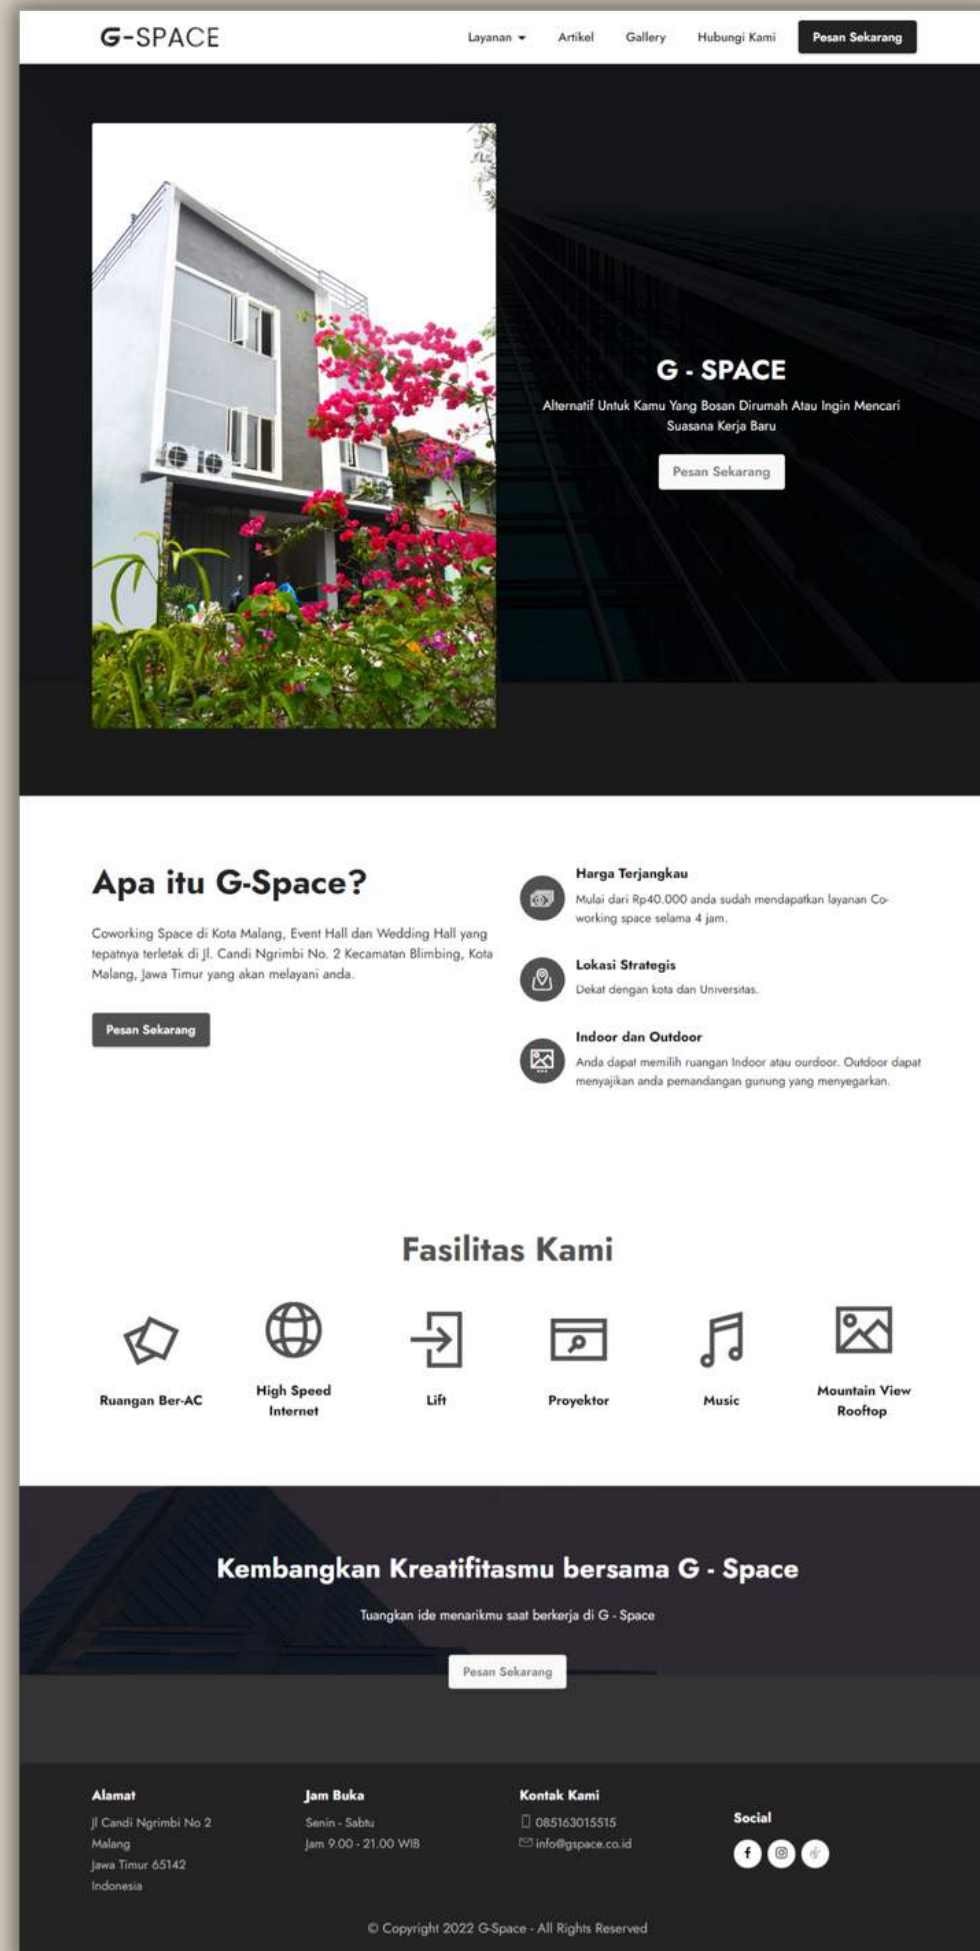 G-SPACE
Layanan
Artikel
Gallery
Hubungi Kami
Pesan Sekarang
G - SPACE
Alternatif Untuk Kamu Yang Bosan Dirumah Atau Ingin Mencari
Suasana Kerja Baru
Pesan Sekarang
Apa itu G-Space?
Coworking Space di Kota Malang, Event Hall dan Wedding Hall yang
tepatnya terletak di Jl. Candi Ngrimbi No. 2 Kecamatan Blimbing, Kota
Malang, Jawa Timur yang akan melayani anda.
Pesan Sekarang
Harga Terjangkau
Mulai dari Rp40.000 anda sudah mendapatkan layanan Co-
working space selama 4 jam.
Lokasi Strategis
Dekat dengan kota dan Universitas.
Indoor dan Outdoor
Anda dapat memilih ruangan Indoor atau ourdoor. Outdoor dapat
menyajikan anda pemandangan gunung yang menyegarkan.
Fasilitas Kami
Ruangan Ber-AC
High Speed
Internet
Lift
Proyektor
Music
Mountain View
Rooftop
Kembangkan Kreatifitasmu bersama G - Space
Tuangkan ide menarikmu saat berkerja di G - Space
Pesan Sekarang
Alamat
Jl Candi Ngrimbi No 2
Malang
Jawa Timur 65142
Indonesia
Jam Buka
Senin - Sabtu
Jam 9.00 - 21.00 WIB
Kontak Kami
085163015515
info@gspace.co.id
Social
© Copyright 2022 G-Space - All Rights Reserved